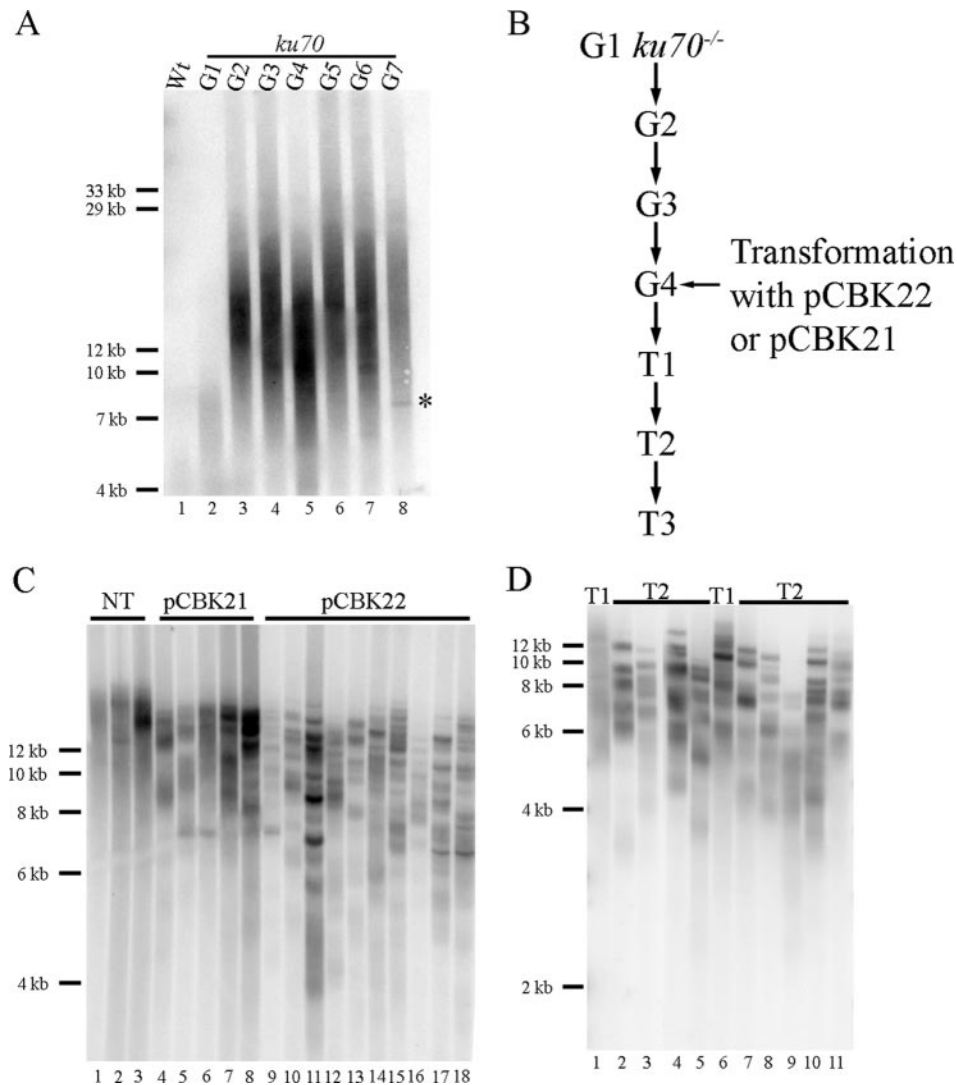 A
ku70
Wt G1 G2 G3 G4 G5 G6 G7
33 kb
29 kb
12 kb
10 kb
7 kb
4 kb
*
1 2 3 4 5 6 7 8
B
G1 ku70-/-
G2
G3
G4
Transformation
with pCBK22
or pCBK21
T1
T2
T3
C
NT pCBK21 pCBK22
12 kb
10 kb
8 kb
6 kb
4 kb
1 2 3 4 5 6 7 8 9 10 11 12 13 14 15 16 17 18
D
T1 T2 T1 T2
12 kb
10 kb
8 kb
6 kb
4 kb
2 kb
1 2 3 4 5 6 7 8 9 10 11